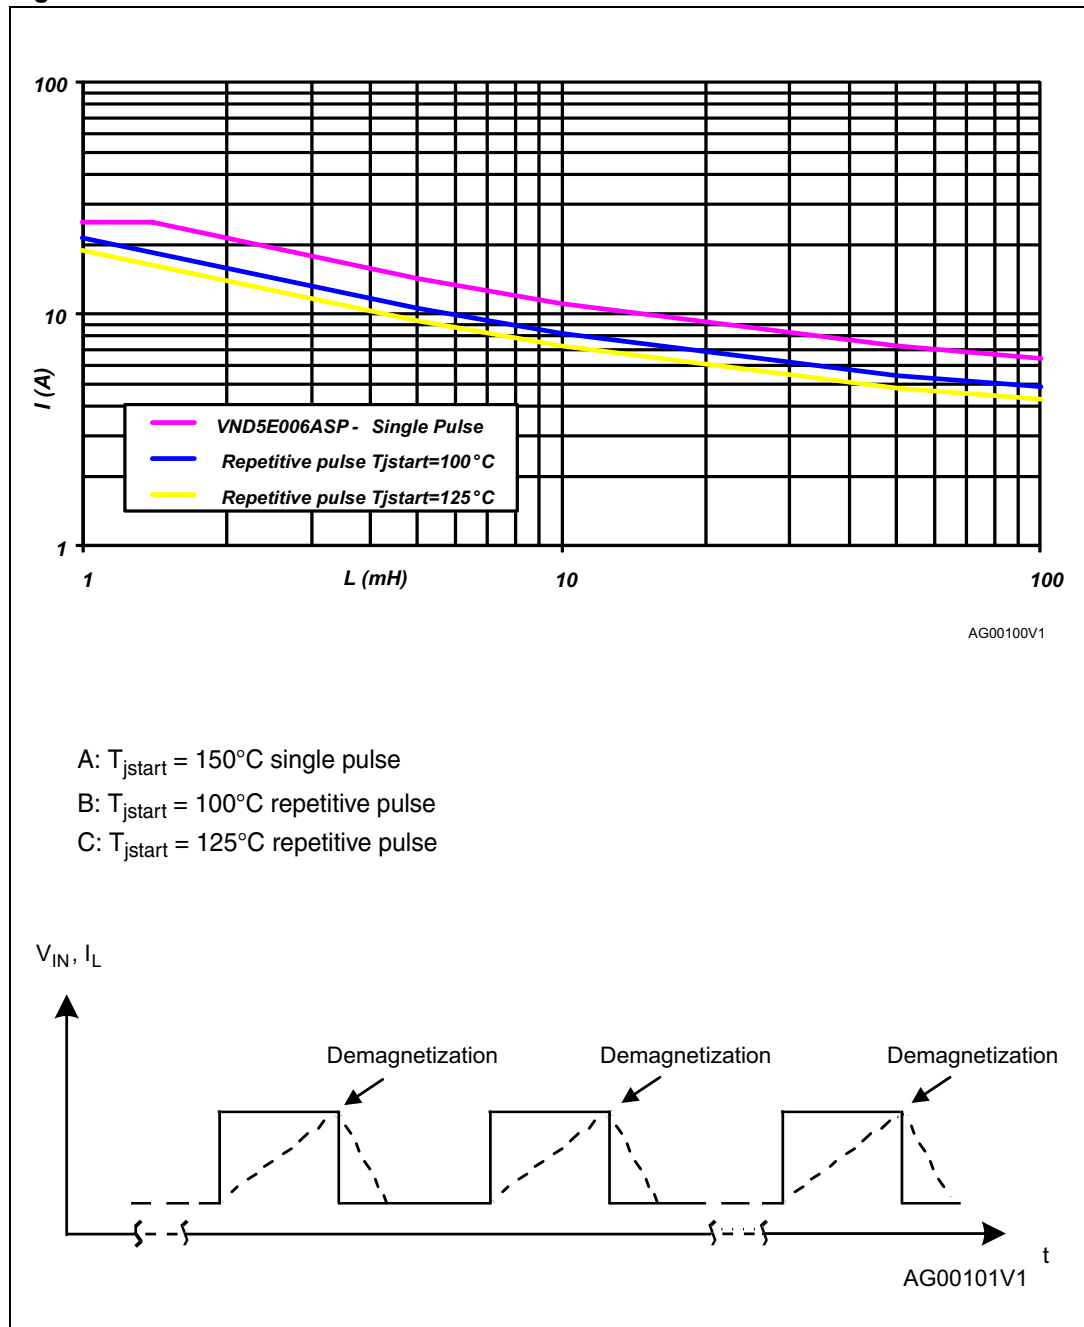 100
10
1
I (A)
VND5E006ASP - Single Pulse
Repetitive pulse Tjstart=100°C
Repetitive pulse Tjstart=125°C
1
L (mH)
10
100
AG00100V1
A: Tjstart = 150°C single pulse
B: Tjstart = 100°C repetitive pulse
C: Tjstart = 125°C repetitive pulse
VIN, IL
Demagnetization
Demagnetization
Demagnetization
t
AG00101V1